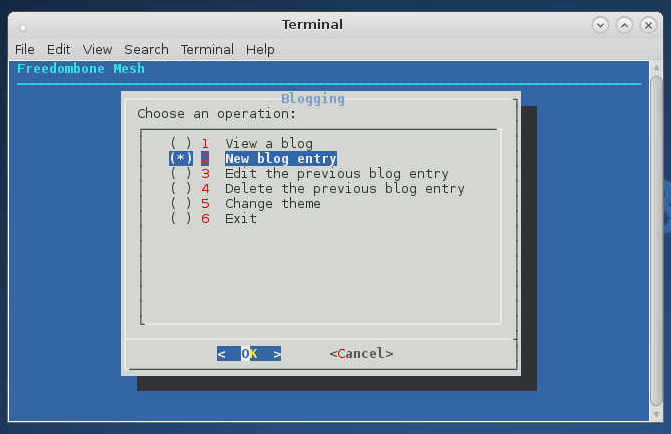 Terminal
File Edit View Search Terminal Help
Freedombone Mesh
Blogging
Choose an operation:
( ) 1 View a blog
(*) 2 New blog entry
( ) 3 Edit the previous blog entry
( ) 4 Delete the previous blog entry
( ) 5 Change theme
( ) 6 Exit
< OK > <Cancel>